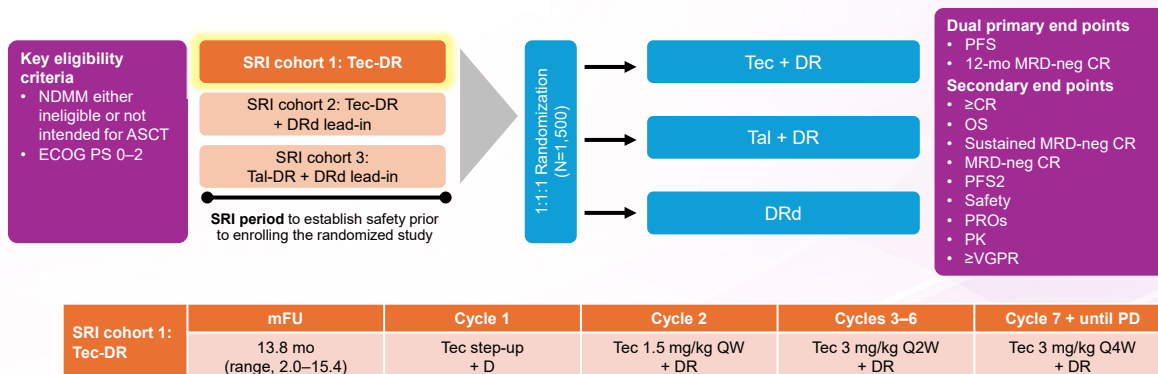 Key eligibility
criteria
• NDMM either
ineligible or not
intended for ASCT
• ECOG PS 0–2
SRI cohort 1: Tec-DR
SRI cohort 2: Tec-DR
+ DRd lead-in
SRI cohort 3:
Tal-DR + DRd lead-in
SRI period to establish safety prior
to enrolling the randomized study
1:1:1 Randomization
(N=1,500)
Tec + DR
Tal + DR
DRd
Dual primary end points
• PFS
• 12-mo MRD-neg CR
Secondary end points
• ≥CR
• OS
• Sustained MRD-neg CR
• MRD-neg CR
• PFS2
• Safety
• PROs
• PK
• ≥VGPR
SRI cohort 1:
Tec-DR
mFU
Cycle 1
Cycle 2
Cycles 3–6
Cycle 7 + until PD
13.8 mo
(range, 2.0–15.4)
Tec step-up
+ D
Tec 1.5 mg/kg QW
+ DR
Tec 3 mg/kg Q2W
+ DR
Tec 3 mg/kg Q4W
+ DR